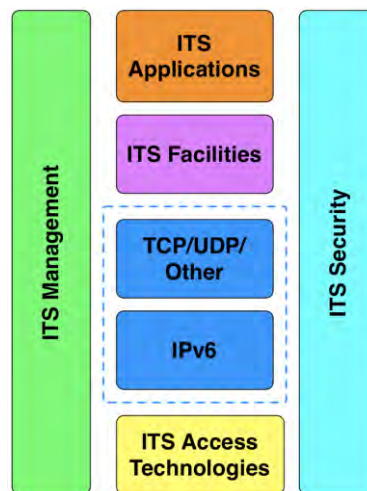 ITS Management
ITS
Applications
ITS Facilities
TCP/UDP/
Other
IPv6
ITS Access
Technologies
ITS Security